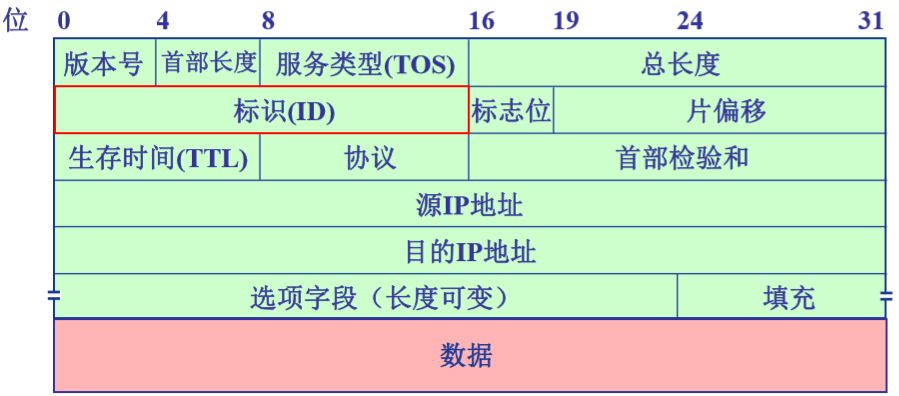 位 0 4 8 16 19 24 31
版本号 首部长度 服务类型(TOS) 总长度
标识(ID) 标志位 片偏移
生存时间(TTL) 协议 首部检验和
源IP地址
目的IP地址
选项字段（长度可变） 填充
数据